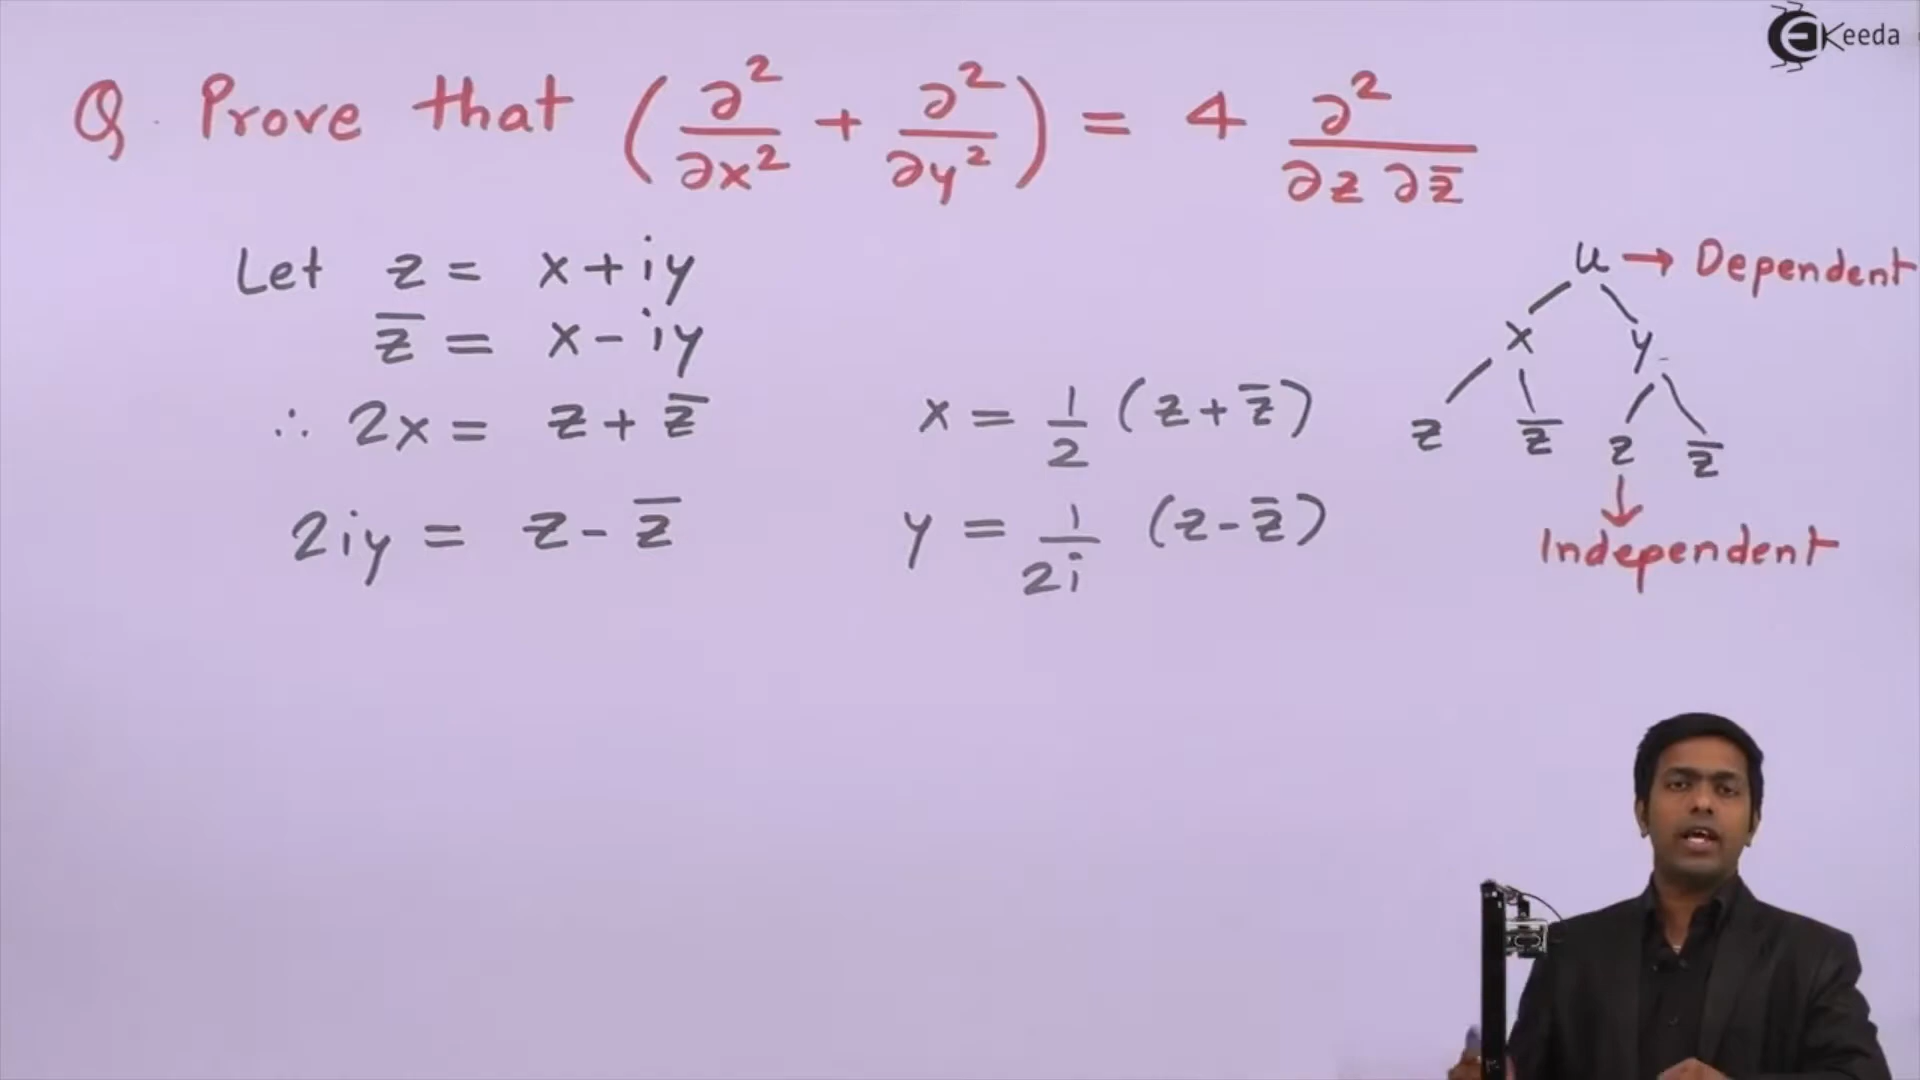 EKeeda
Q. Prove that (∂²/∂x² + ∂²/∂y²) = 4 ∂²/∂z ∂z̄
Let z = x + iy
z̄ = x - iy
∴ 2x = z + z̄
2iy = z - z̄
x = 1/2 (z + z̄)
y = 1/2i (z - z̄)
u → Dependent
x y
z z̄ z z̄
↓
Independent